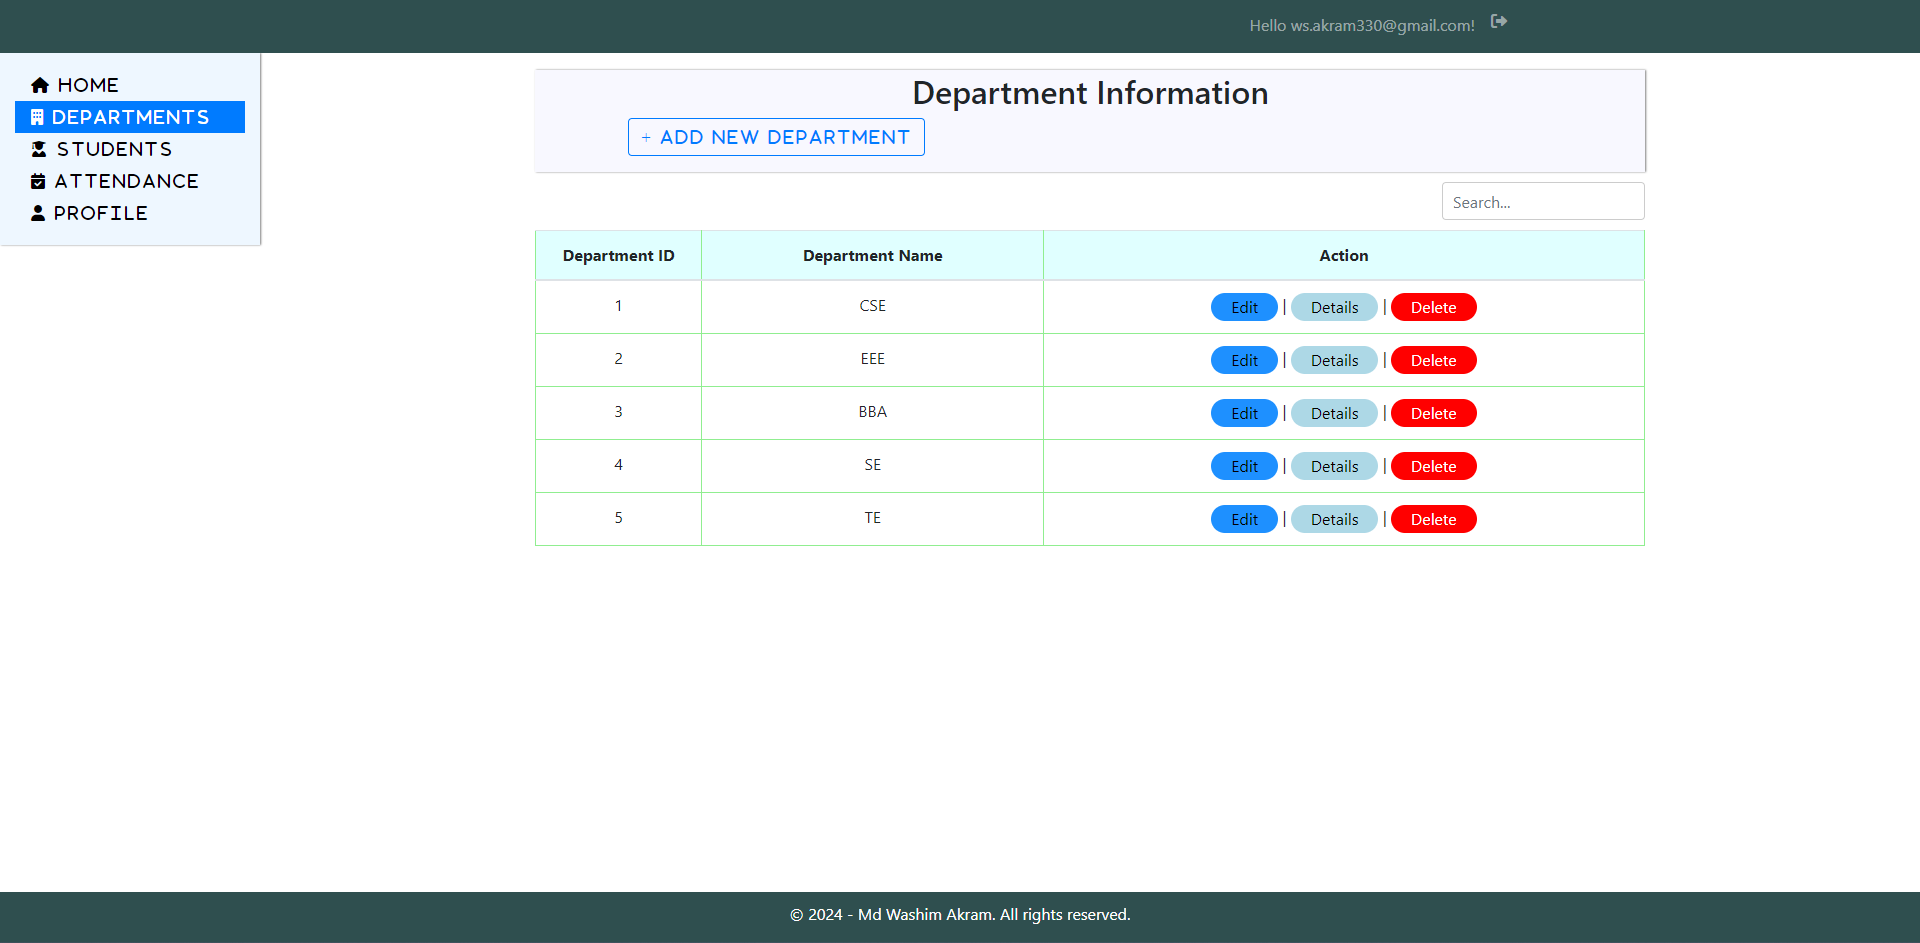 Hello ws.akram330@gmail.com!
HOME
DEPARTMENTS
STUDENTS
ATTENDANCE
PROFILE
Department Information
+ ADD NEW DEPARTMENT
Search...
Department ID Department Name Action
1 CSE Edit | Details | Delete
2 EEE Edit | Details | Delete
3 BBA Edit | Details | Delete
4 SE Edit | Details | Delete
5 TE Edit | Details | Delete
© 2024 - Md Washim Akram. All rights reserved.